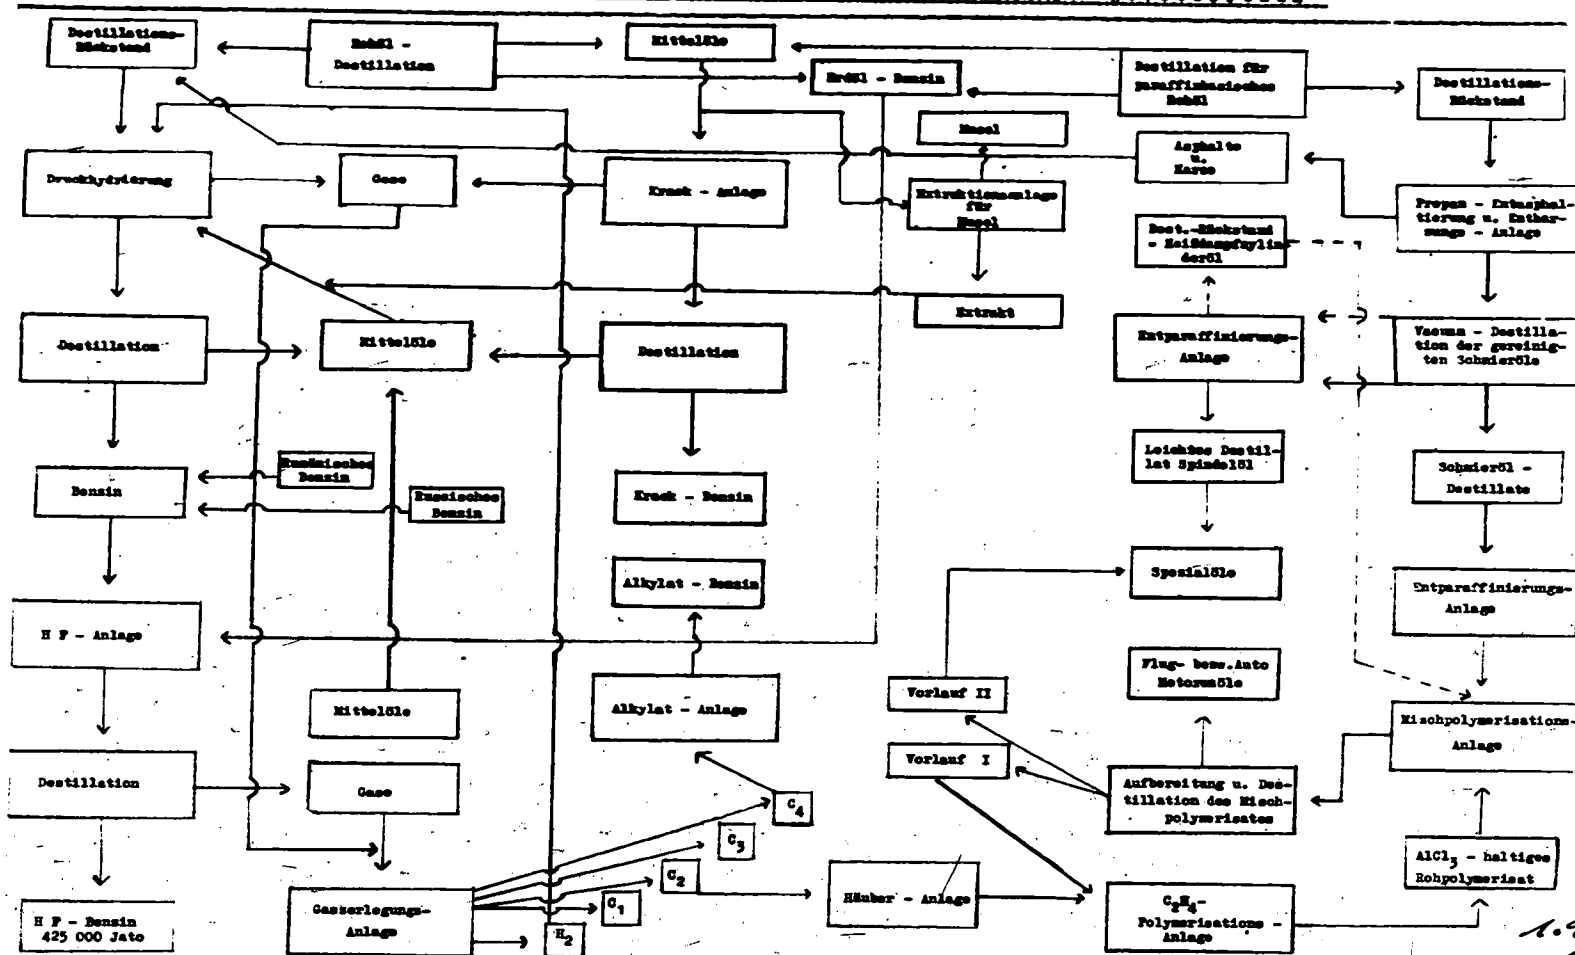 Destillations-
Rückstand
Rohöl -
Destillation
Mittelöle
Erdöl - Benzin
Destillation für
paraffinbasisches
Rohöl
Destillations-
Rückstand
Asphalte
u.
Harze
Druckhydrierung
Gase
Krack - Anlage
Extraktionsanlage
für
Propan - Entasphal-
tierung u. Enthar-
zungs - Anlage
Dest.-Rückstand
- Heißdampfzylin
deröl
Extrakt
Destillation
Mittelöle
Destillation
Entparaffinierungs-
Anlage
Vacuum - Destilla-
tion der gereinig-
ten Schmieröle
Benzin
Rumänisches
Benzin
Russisches
Benzin
Krack - Benzin
Leichtes Destil-
lat Spindelöl
Schmieröl -
Destillate
Alkylat - Benzin
Spezialöle
Entparaffinierungs-
Anlage
H F - Anlage
Mittelöle
Alkylat - Anlage
Vorlauf II
Flug- bezw. Auto
Motorenöle
Mischpolymerisations-
Anlage
Destillation
Gase
Vorlauf I
Aufbereitung u. Des-
tillation des Misch-
polymerisates
C4
C3
C2
C1
H2
AlCl3 - haltiges
Rohpolymerisat
H F - Benzin
425 000 Jato
Gaszerlegungs-
Anlage
- Anlage
C2H4-
Polymerisations -
Anlage